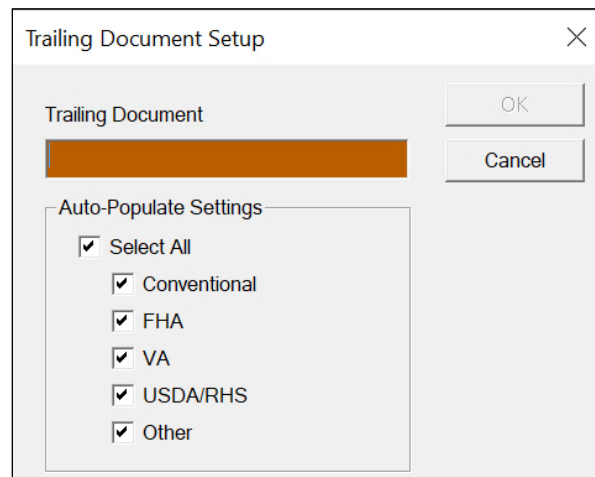 Trailing Document Setup
Trailing Document
OK
Cancel
Auto-Populate Settings
Select All
Conventional
FHA
VA
USDA/RHS
Other